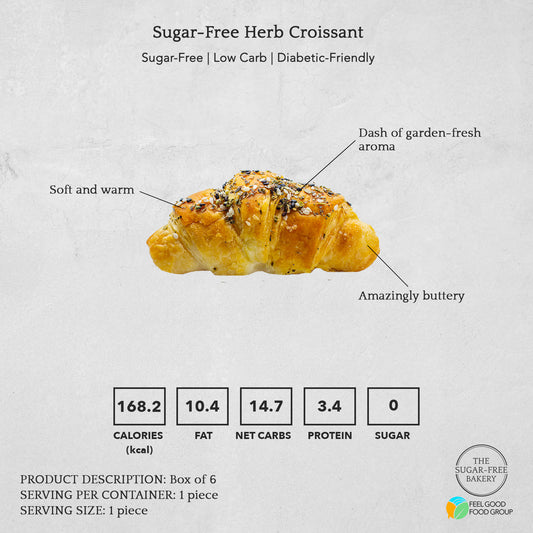 Sugar-Free Herb Croissant
Sugar-Free | Low Carb | Diabetic-Friendly
Dash of garden-fresh
aroma
Soft and warm
Amazingly buttery
168.2
10.4
14.7
3.4
0
CALORIES
(kcal)
FAT
NET CARBS
PROTEIN
SUGAR
PRODUCT DESCRIPTION: Box of 6
SERVING PER CONTAINER: 1 piece
SERVING SIZE: 1 piece
THE
SUGAR-FREE
BAKERY
FEEL GOOD
FOOD GROUP